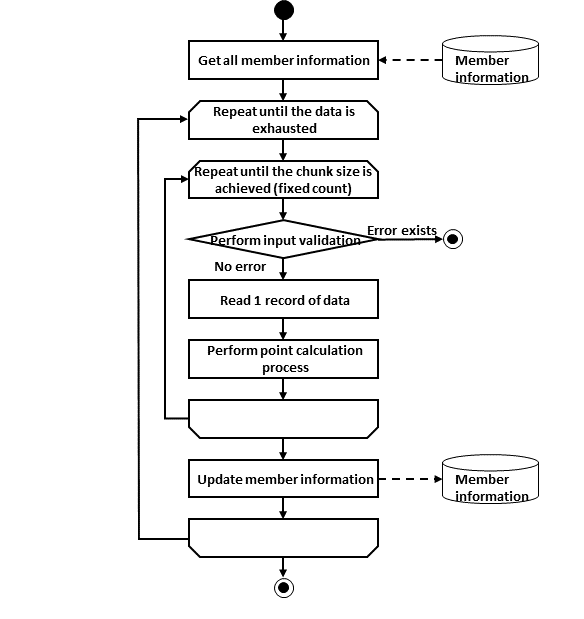 Get all member information
Member
information
Repeat until the data is
exhausted
Repeat until the chunk size is
achieved (fixed count)
Perform input validation
Error exists
No error
Read 1 record of data
Perform point calculation
process
Update member information
Member
information